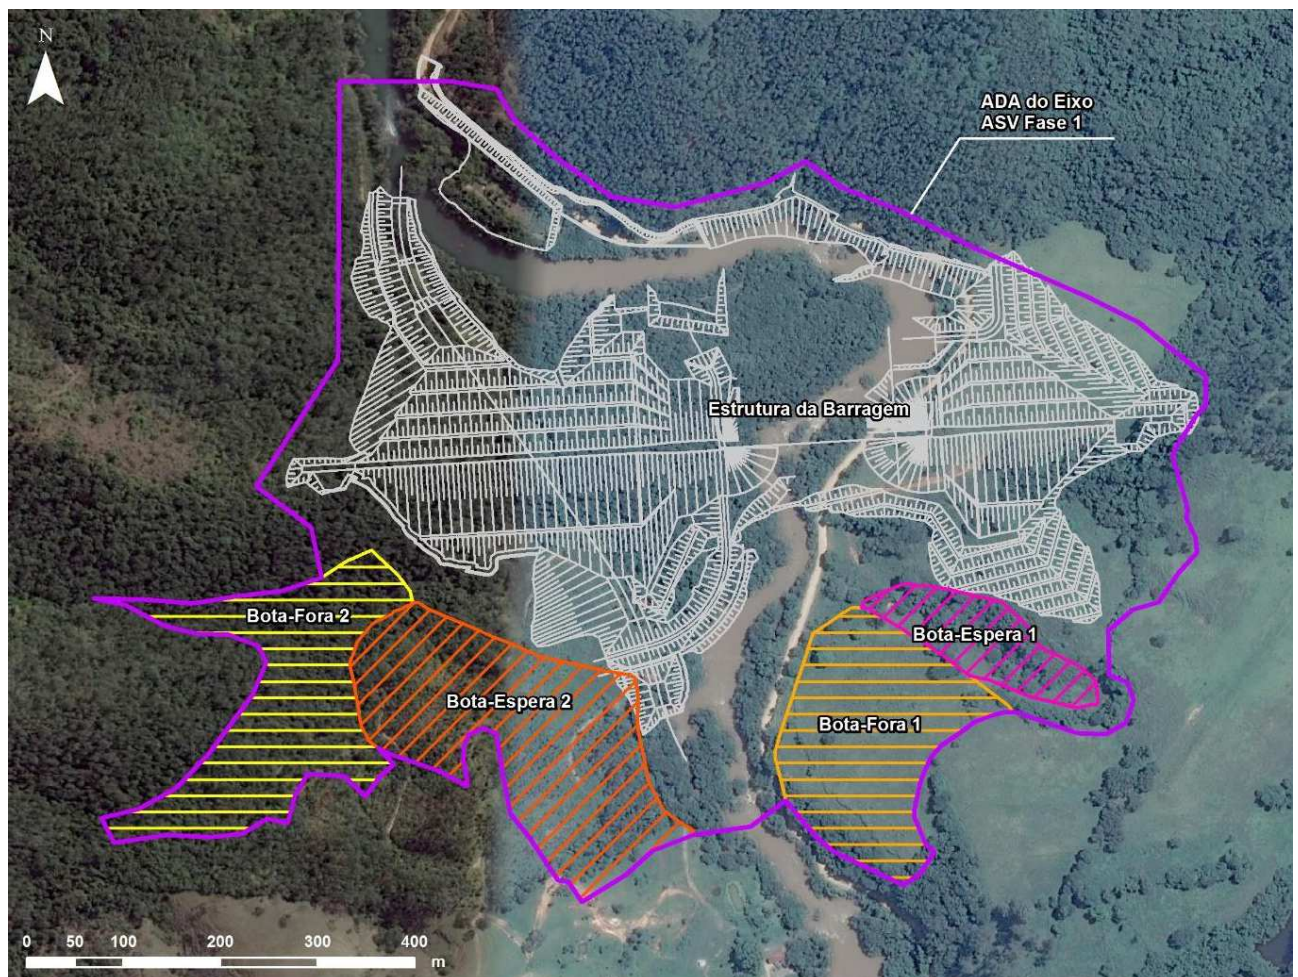 N
ADA do Eixo
ASV Fase 1
Estrutura da Barragem
Bota-Fora 2
Bota-Espera 1
Bota-Espera 2
Bota-Fora 1
0 50 100 200 300 400
m